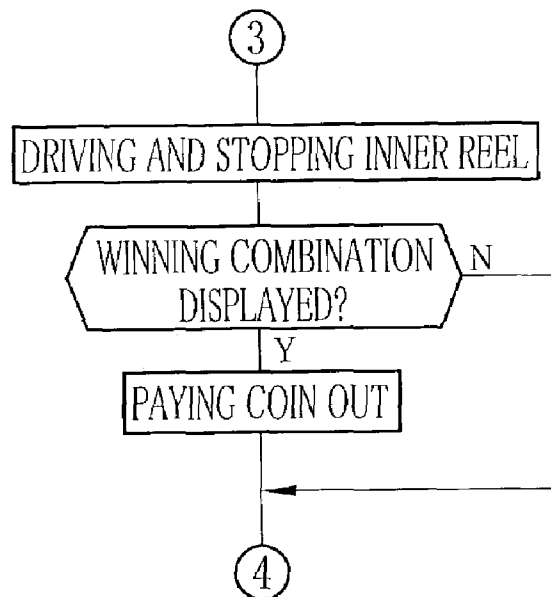 3
DRIVING AND STOPPING INNER REEL
WINNING COMBINATION
DISPLAYED?
N
Y
PAYING COIN OUT
4